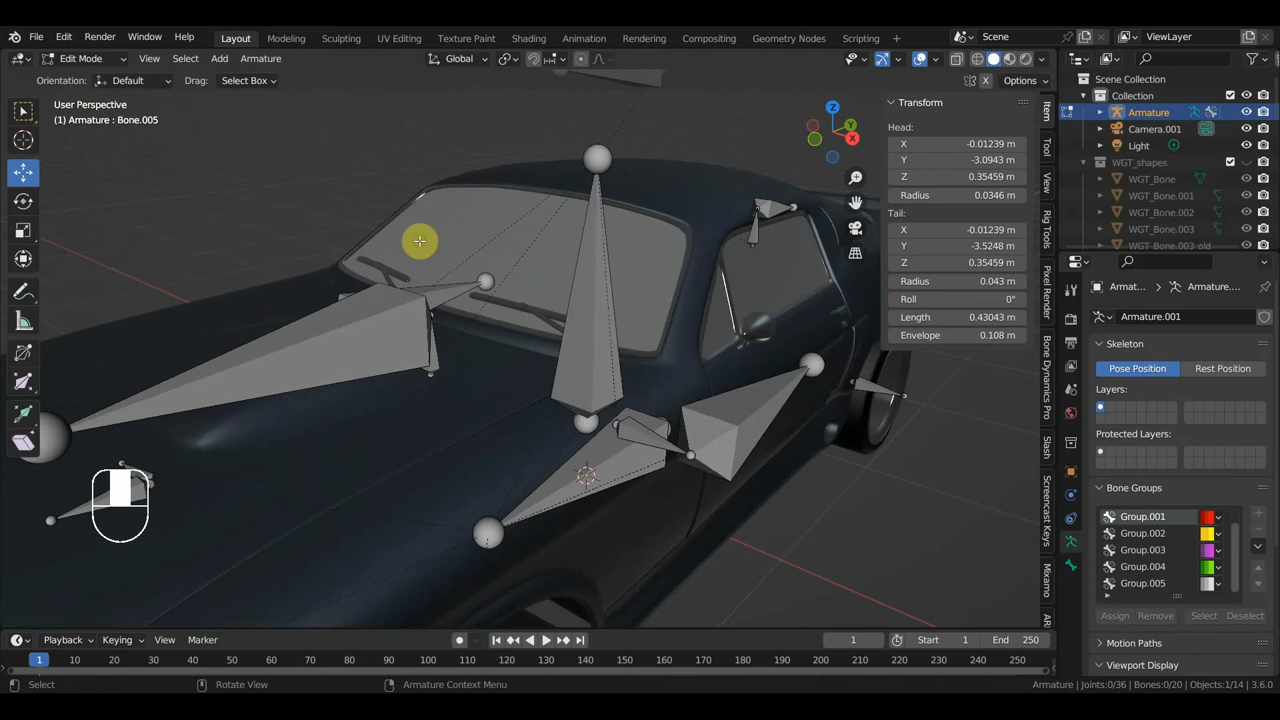 File Edit Render Window Help Layout Modeling Sculpting UV Editing Texture Paint Shading Animation Rendering Compositing Geometry Nodes Scripting + Scene ViewLayer
Edit Mode View Select Add Armature Global
Orientation: Default Drag: Select Box X Options
User Perspective
(1) Armature : Bone.005
Z
Y
X
Transform
Head:
X -0.01239 m
Y -3.0943 m
Z 0.35459 m
Radius 0.0346 m
Tail:
X -0.01239 m
Y -3.5248 m
Z 0.35459 m
Radius 0.043 m
Roll 0°
Length 0.43043 m
Envelope 0.108 m
Item
Tool
View
Rig Tools
Pixel Render
Bone Dynamics Pro
Slash
Screencast Keys
Mixamo
AR
Scene Collection
Collection
Armature
Camera.001
Light
WGT_shapes
WGT_Bone
WGT_Bone.001
WGT_Bone.002
WGT_Bone.003
WGT_Bone.003_old
Armat... Armature....
Armature.001
Skeleton
Pose Position Rest Position
Layers:
Protected Layers:
Bone Groups
Group.001
Group.002
Group.003
Group.004
Group.005
Assign Remove Select Deselect
Motion Paths
Viewport Display
Playback Keying View Marker 1 Start 1 End 250
1 10 20 30 40 50 60 70 80 90 100 110 120 130 140 150 160 170 180 190 200 210 220 230 240 250
Select Rotate View Armature Context Menu Armature | Joints:0/36 | Bones:0/20 | Objects:1/14 | 3.6.0